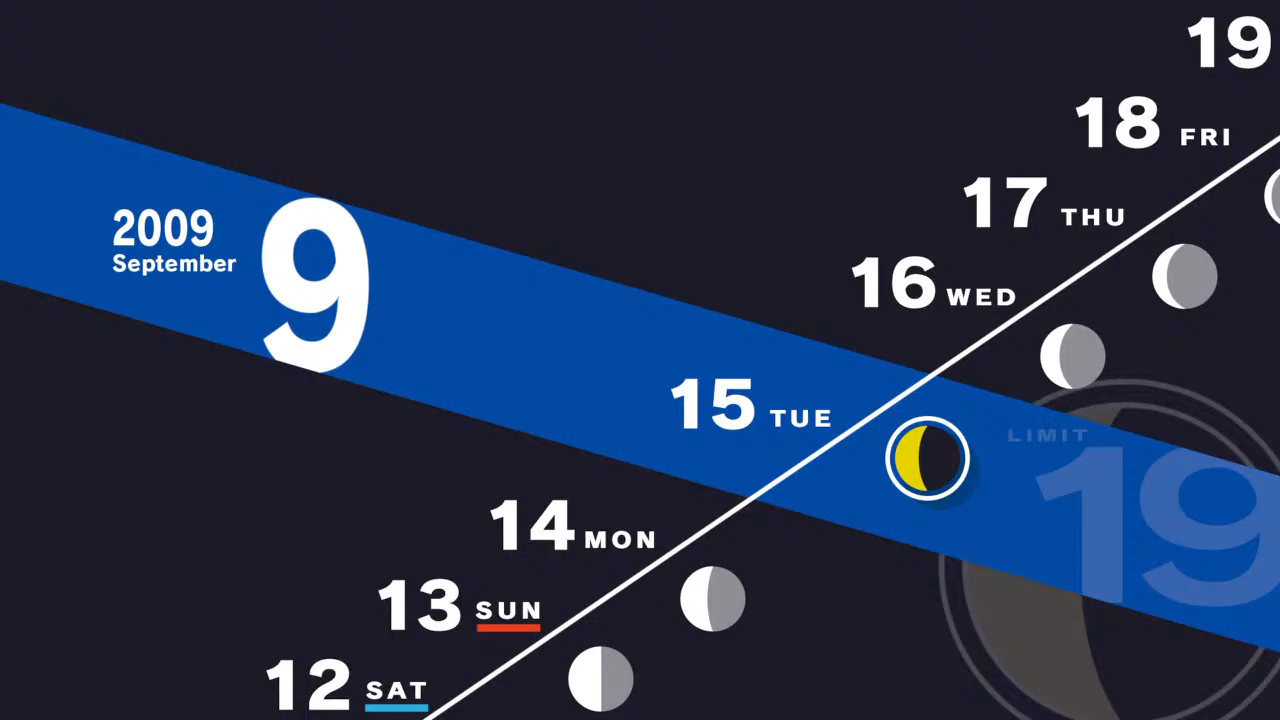 19
18 FRI
17 THU
16 WED
2009
September
9
15 TUE
LIMIT
19
14 MON
13 SUN
12 SAT